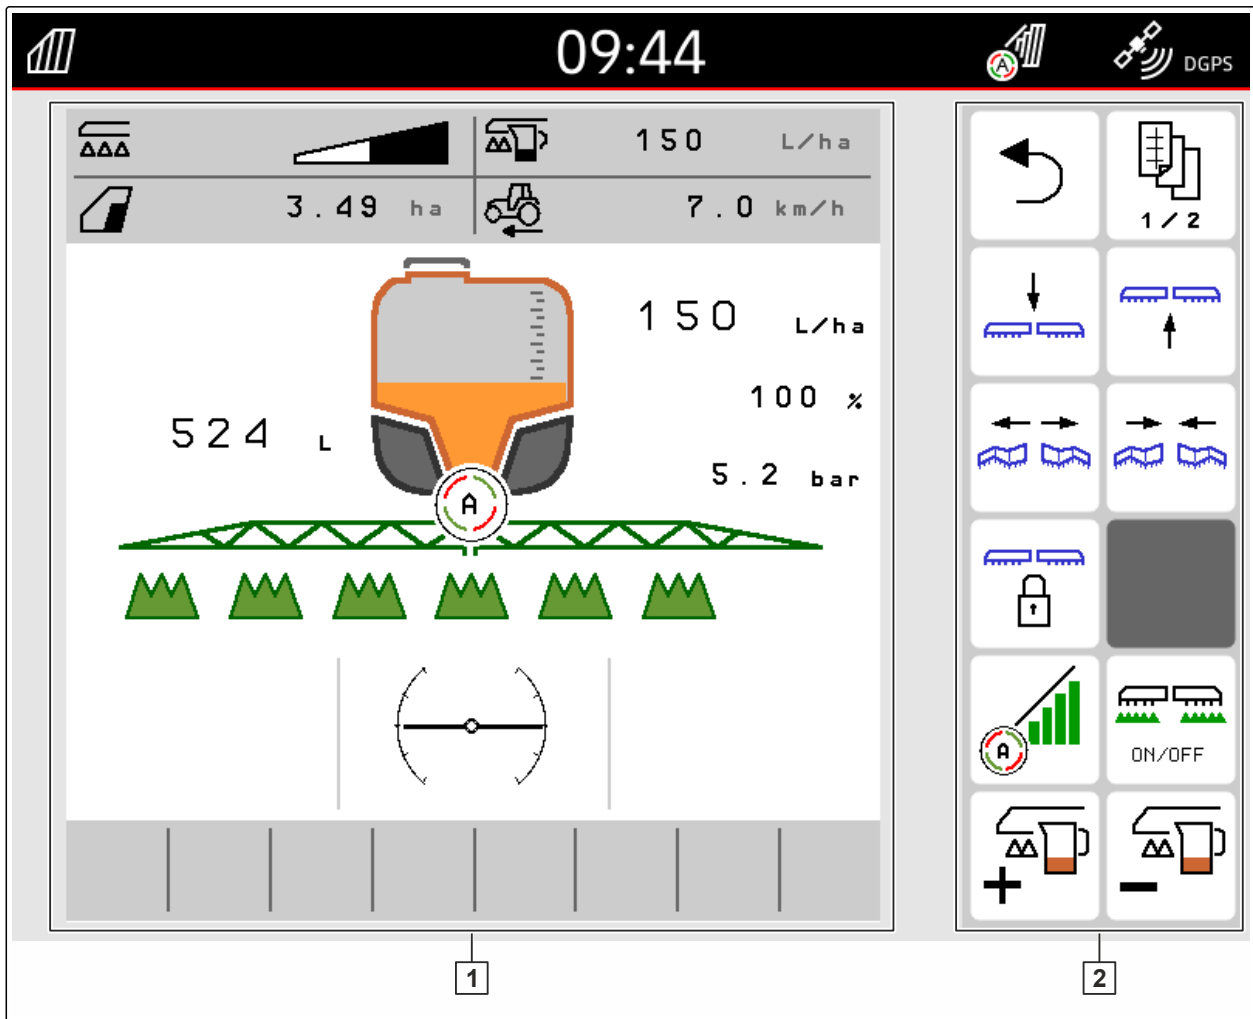 09:44
A
DGPS
150 L/ha
3.49 ha
7.0 km/h
1/2
150 L/ha
100 %
524 L
5.2 bar
A
A
ON/OFF
1
2